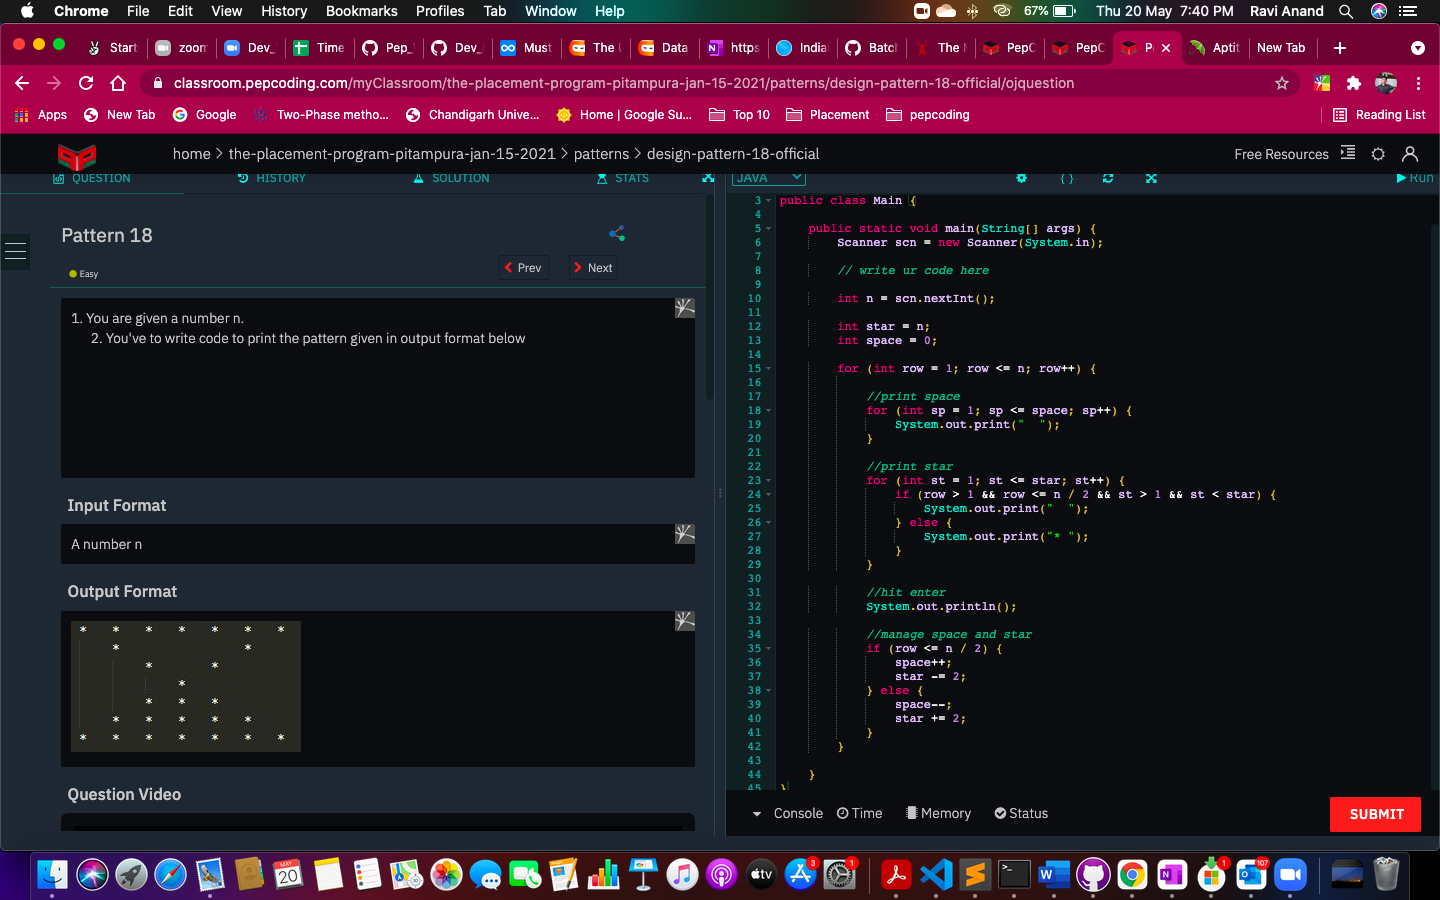 Chrome File Edit View History Bookmarks Profiles Tab Window Help 67% Thu 20 May 7:40 PM Ravi Anand
Start zoom Dev_ Time Pep_ Dev_ Must The Data https India Batch The PepC PepC P Aptit New Tab
classroom.pepcoding.com/myClassroom/the-placement-program-pitampura-jan-15-2021/patterns/design-pattern-18-official/ojquestion
Apps New Tab Google Two-Phase metho... Chandigarh Unive... Home | Google Su... Top 10 Placement pepcoding Reading List
home > the-placement-program-pitampura-jan-15-2021 > patterns > design-pattern-18-official Free Resources
QUESTION HISTORY SOLUTION STATS JAVA { } Run
Pattern 18
Easy
Prev Next
1. You are given a number n.
2. You've to write code to print the pattern given in output format below
Input Format
A number n
Output Format
* * * * * * *
* *
* *
*
* * *
* * * * *
* * * * * * *
Question Video
3 public class Main {
4
5 public static void main(String[] args) {
6 Scanner scn = new Scanner(System.in);
7
8 // write ur code here
9
10 int n = scn.nextInt();
11
12 int star = n;
13 int space = 0;
14
15 for (int row = 1; row <= n; row++) {
16
17 //print space
18 for (int sp = 1; sp <= space; sp++) {
19 System.out.print("  ");
20 }
21
22 //print star
23 for (int st = 1; st <= star; st++) {
24 if (row > 1 && row <= n / 2 && st > 1 && st < star) {
25 System.out.print("  ");
26 } else {
27 System.out.print("* ");
28 }
29 }
30
31 //hit enter
32 System.out.println();
33
34 //manage space and star
35 if (row <= n / 2) {
36 space++;
37 star -= 2;
38 } else {
39 space--;
40 star += 2;
41 }
42 }
43
44 }
45 }
Console Time Memory Status SUBMIT
MAY 20 tv 3 1 1 107